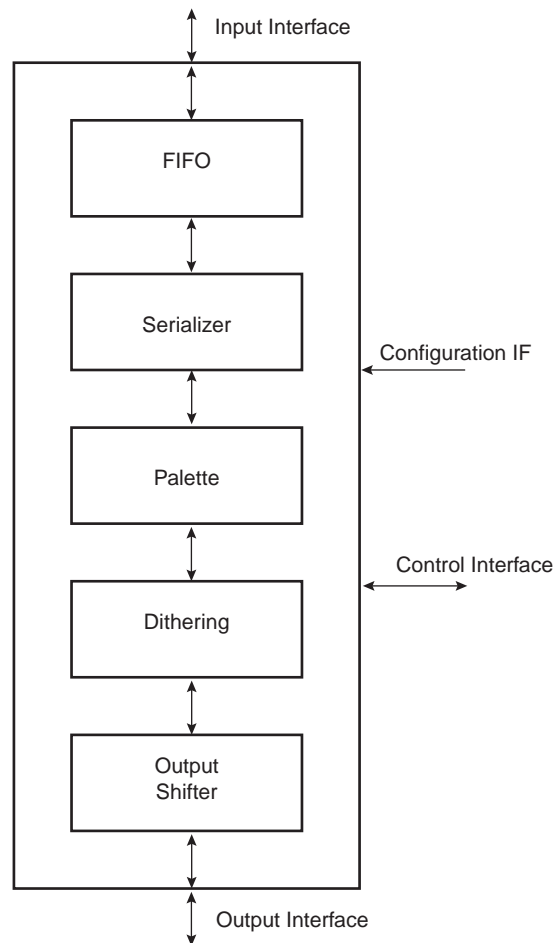 Input Interface
FIFO
Serializer
Configuration IF
Palette
Control Interface
Dithering
Output
Shifter
Output Interface